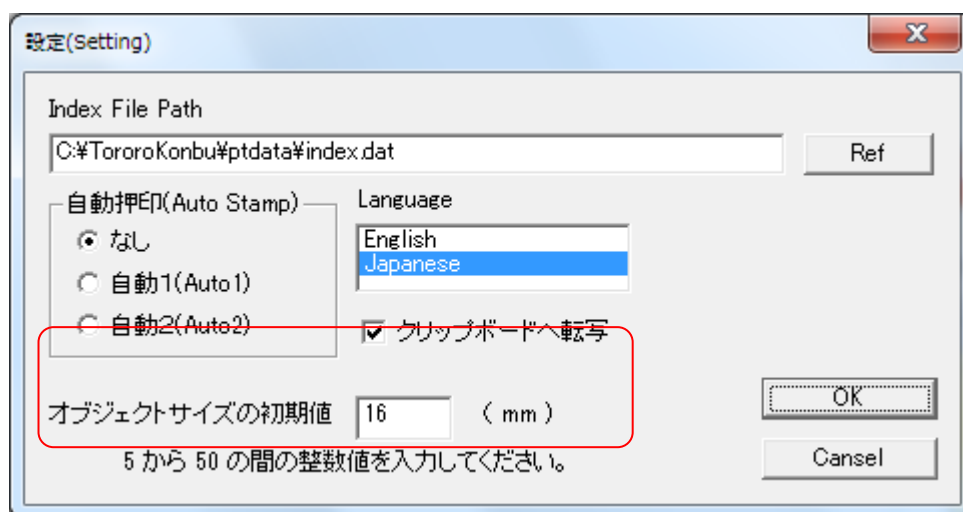 設定(Setting)
Index File Path
C:¥TororoKonbu¥ptdata¥index.dat
Ref
自動押印(Auto Stamp)
なし
自動1(Auto1)
自動2(Auto2)
Language
English
Japanese
クリップボードへ転写
オブジェクトサイズの初期値 16 (mm)
5 から 50 の間の整数値を入力してください。
OK
Cansel